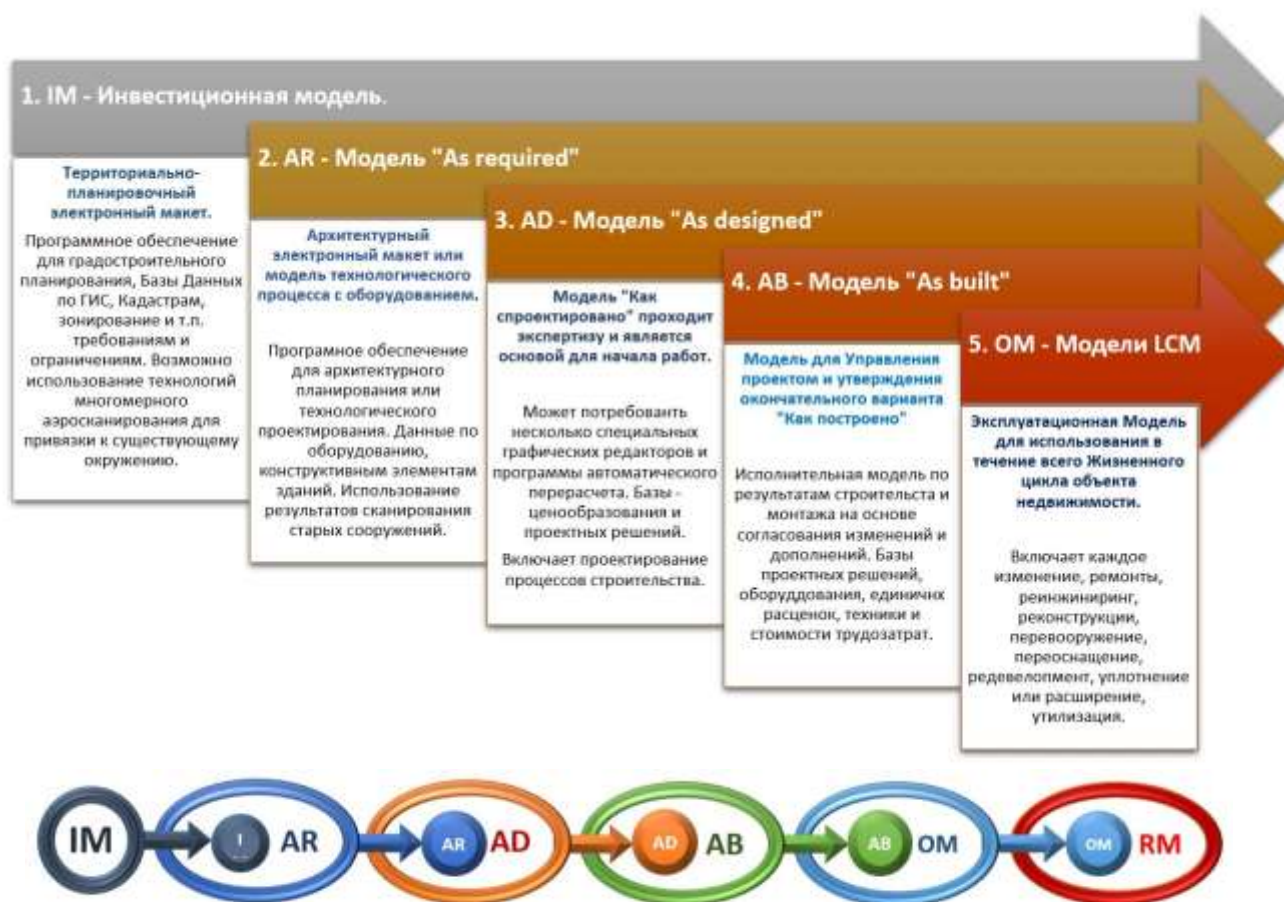 1. IM - Инвестиционная модель.
Территориально-
планировочный
электронный макет.
Программное обеспечение
для градостроительного
планирования, Базы Данных
по ГИС, Кадастрам,
зонирование и т.п.
требованиям и
ограничениям. Возможно
использование технологий
многомерного
аэросканирования для
привязки к существующему
окружению.
2. AR - Модель "As required"
Архитектурный
электронный макет или
модель технологического
процесса с оборудованием.
Програмное обеспечение
для архитектурного
планирования или
технологического
проектирования. Данные по
оборудованию,
конструктивным элементам
зданий. Использование
результатов сканирования
старых сооружений.
3. AD - Модель "As designed"
Модель "Как
спроектировано" проходит
экспертизу и является
основой для начала работ.
Может потребованть
несколько специальных
графических редакторов и
программы автоматического
перерасчета. Базы -
ценообразования и
проектных решений.
Включает проектирование
процессов строительства.
4. AB - Модель "As built"
Модель для Управления
проектом и утверждения
окончательного варианта
"Как построено"
Исполнительная модель по
результатам строительста и
монтажа на основе
согласования изменений и
дополнений. Базы
проектных решений,
оборуддования, единичнх
расценок, техники и
стоимости трудозатрат.
5. OM - Модели LCM
Эксплуатационная Модель
для использования в
течение всего Жизненного
цикла объекта
недвижимости.
Включает каждое
изменение, ремонты,
реинжиниринг,
реконструкции,
перевооружение,
переоснащение,
редевелопмент, уплотнение
или расширение,
утилизация.
IM I AR AR AD AD AB AB OM OM RM